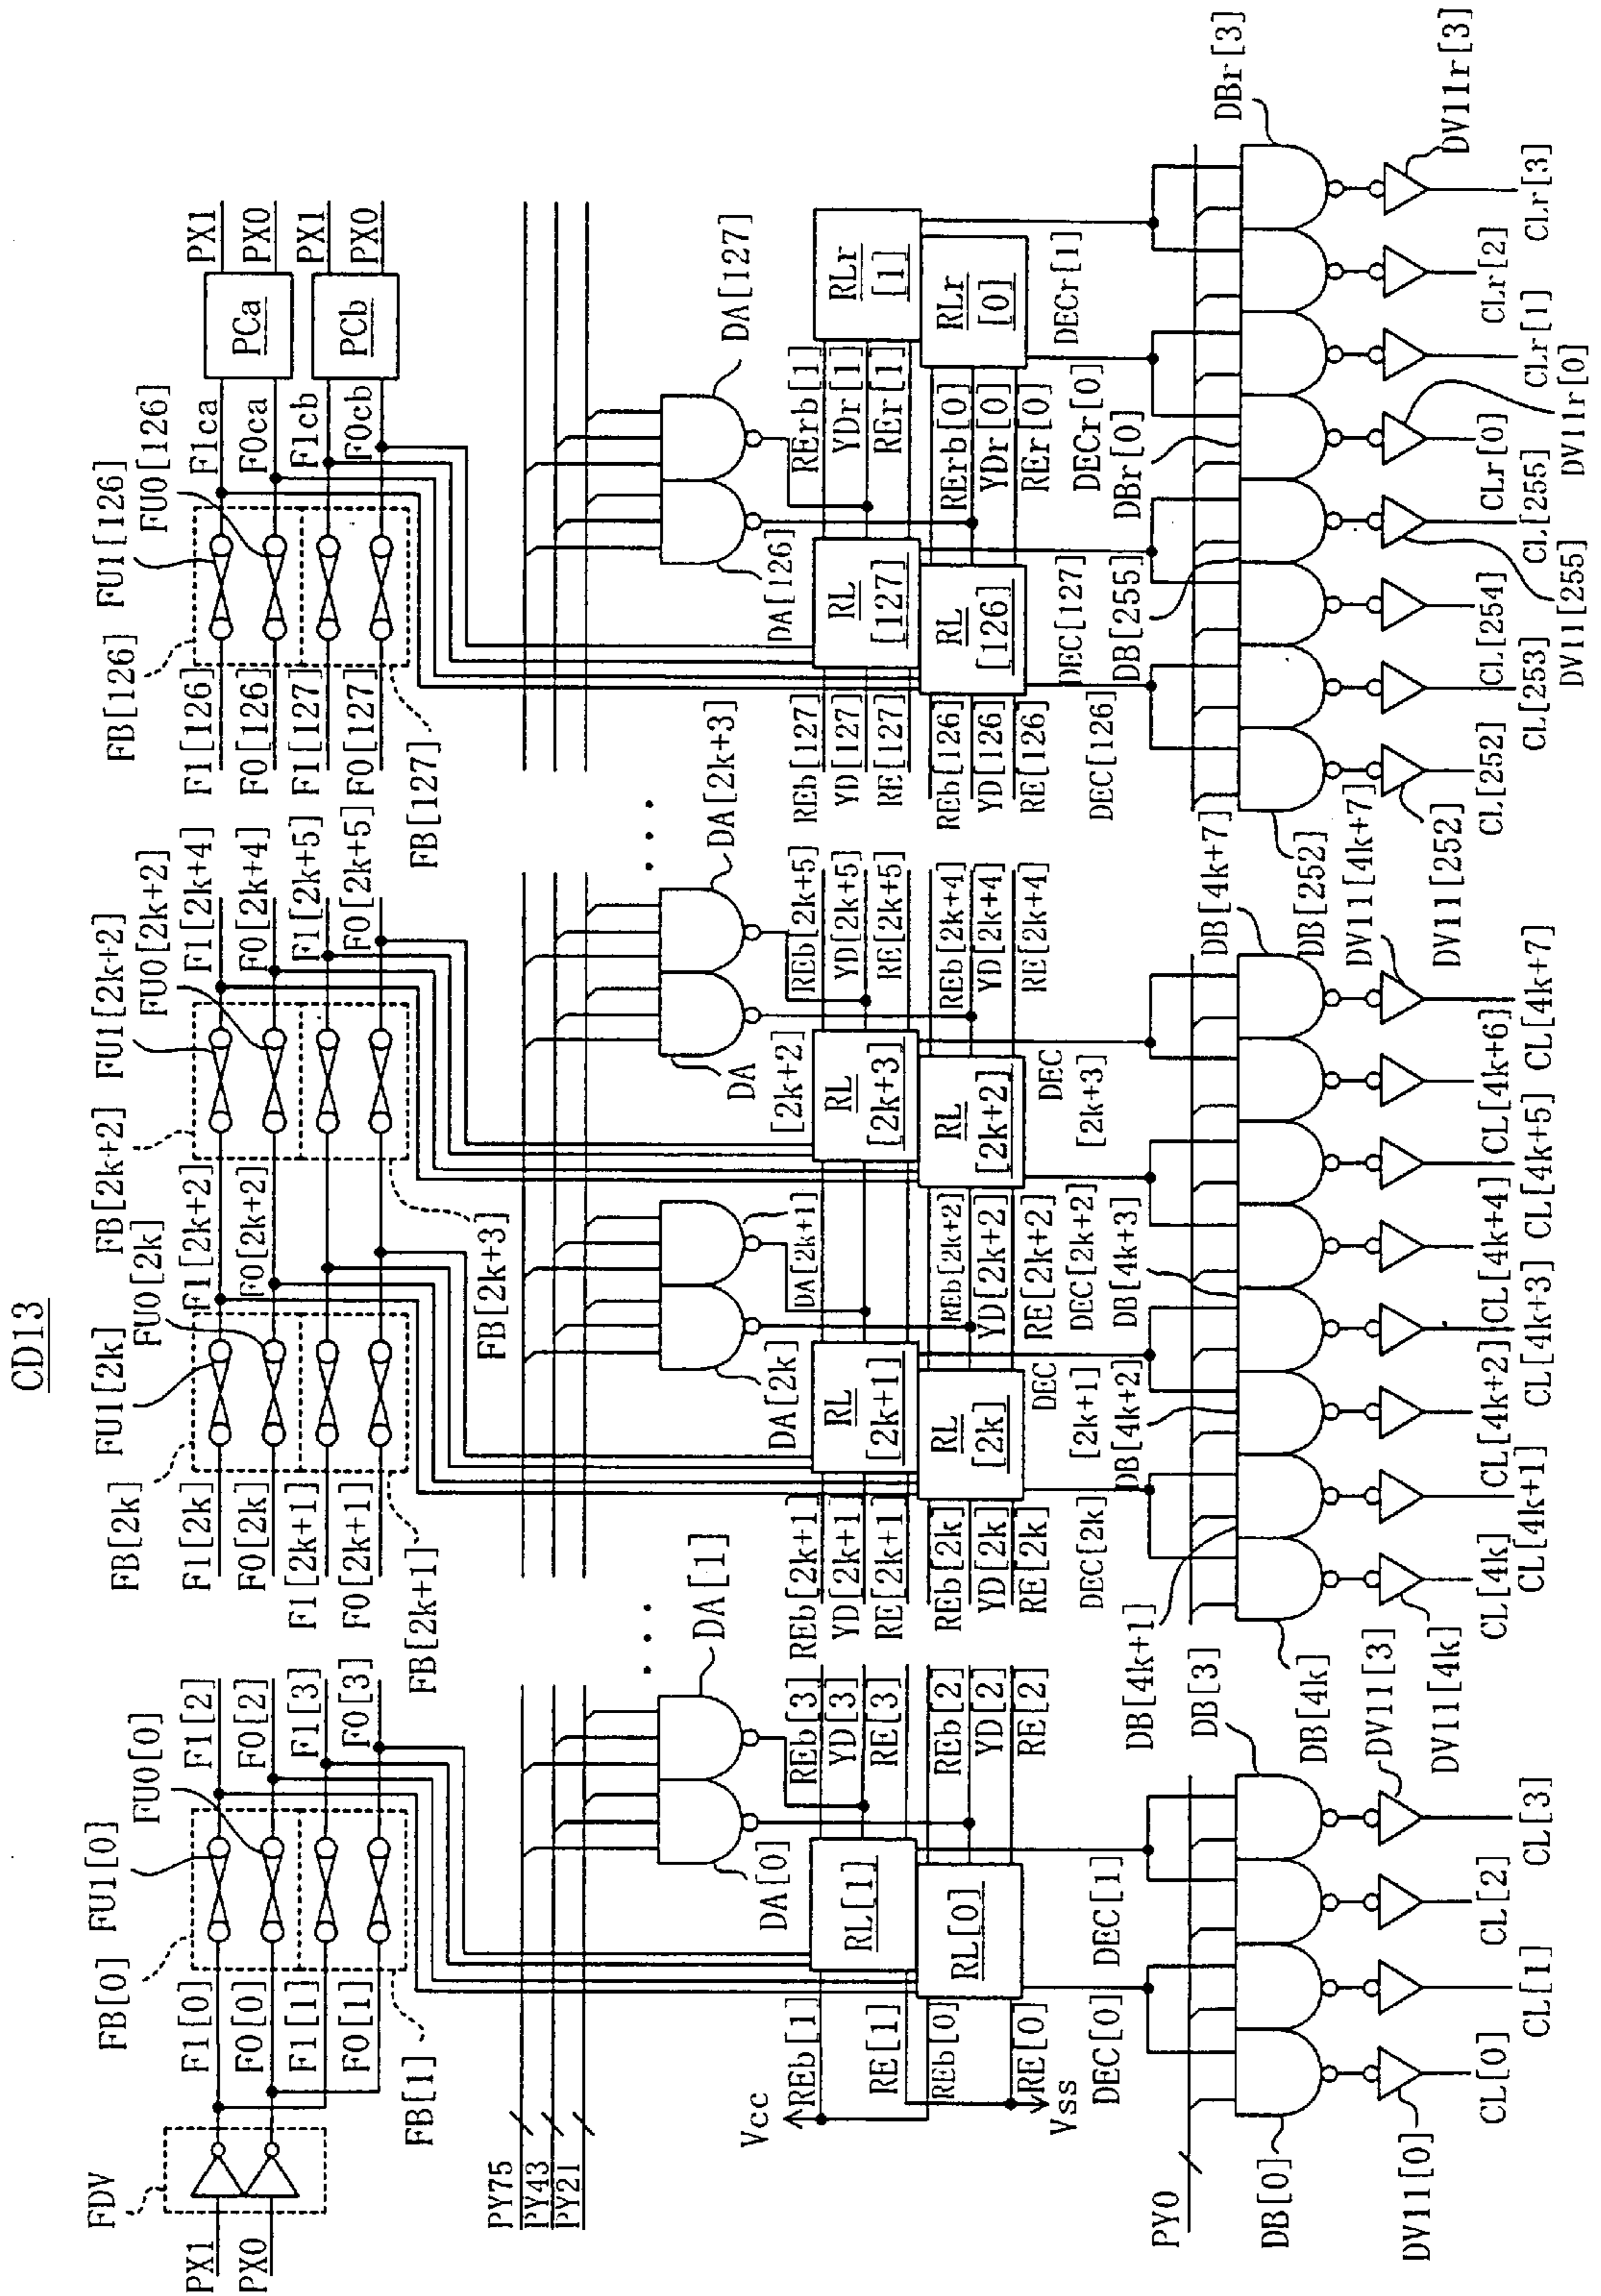 CD13
FDV
PX1
PX0
FB[0]
FU1[0]
FU0[0]
F1[0]
F0[0]
F1[1]
F0[1]
FB[1]
F1[2]
F0[2]
F1[3]
F0[3]
FB[2k]
FU1[2k]
FU0[2k]
F1[2k]
F0[2k]
F1[2k+1]
F0[2k+1]
FB[2k+1]
FB[2k+2]
FU1[2k+2]
FU0[2k+2]
F1[2k+2]
F0[2k+2]
FB[2k+3]
F1[2k+4]
F0[2k+4]
F1[2k+5]
F0[2k+5]
FB[126]
FU1[126]
FU0[126]
F1[126]
F0[126]
F1[127]
F0[127]
FB[127]
F1ca
F0ca
F1cb
F0cb
PCa
PCb
PX1
PX0
PX1
PX0
PY75
PY43
PY21
DA[0]
DA[1]
...
DA[2k]
DA[2k+1]
DA
[2k+2]
DA[2k+3]
...
DA[126]
DA[127]
Vcc
REb[1]
RE[1]
REb[0]
RE[0]
Vss
RL[1]
RL[0]
REb[3]
YD[3]
RE[3]
REb[2]
YD[2]
RE[2]
REb[2k+1]
YD[2k+1]
RE[2k+1]
REb[2k]
YD[2k]
RE[2k]
RL
[2k+1]
RL
[2k]
REb[2k+2]
YD[2k+2]
RE[2k+2]
RL
[2k+3]
RL
[2k+2]
REb[2k+5]
YD[2k+5]
RE[2k+5]
REb[2k+4]
YD[2k+4]
RE[2k+4]
REb[127]
YD[127]
RE[127]
REb[126]
YD[126]
RE[126]
RL
[127]
RL
[126]
RErb[1]
YDr[1]
REr[1]
RErb[0]
YDr[0]
REr[0]
RLr
[1]
RLr
[0]
DEC[0]
DEC[1]
DEC[2k]
DEC
[2k+1]
DEC[2k+2]
DEC
[2k+3]
DEC[126]
DEC[127]
DECr[0]
DECr[1]
PY0
DB[0]
DB[3]
DB[4k]
DB[4k+1]
DB[4k+2]
DB[4k+3]
DB[4k+7]
DB[252]
DB[255]
DBr[0]
DBr[3]
DV11[0]
DV11[3]
DV11[4k]
DV11[4k+7]
DV11[252]
DV11[255]
DV11r[0]
DV11r[3]
CL[0]
CL[1]
CL[2]
CL[3]
CL[4k]
CL[4k+1]
CL[4k+2]
CL[4k+3]
CL[4k+4]
CL[4k+5]
CL[4k+6]
CL[4k+7]
CL[252]
CL[253]
CL[254]
CL[255]
CLr[0]
CLr[1]
CLr[2]
CLr[3]